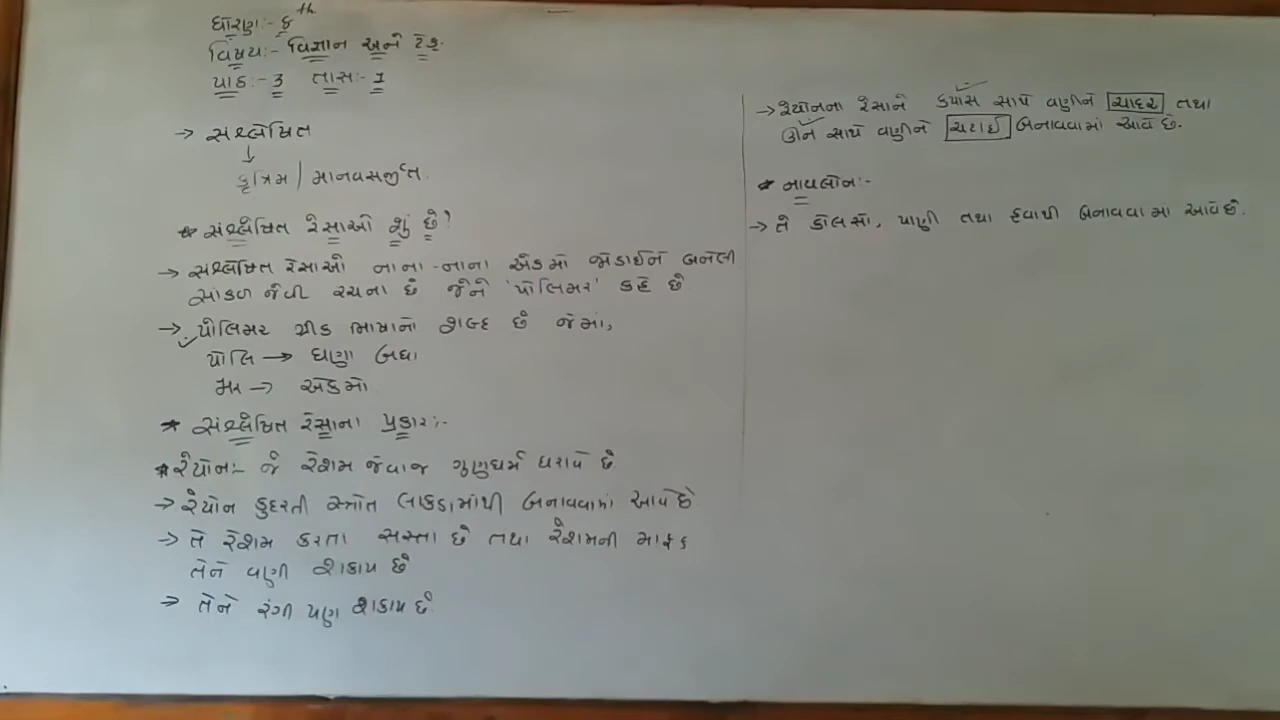 ધોરણ:- ૬th
વિષય:- વિજ્ઞાન અને ટેક.
પાઠ:- 3 તાસ:- 1
→ સંશ્લેષિત
↓
કૃત્રિમ / માનવસર્જીત
* સંશ્લેષિત રેસાઓ શું છે?
→ સંશ્લેષિત રેસાઓ નાના-નાના એકમો જોડાઈને બનેલી
સાંકળ જેવી રચના છે જેને 'પોલિમર' કહે છે
→ પોલિમર ગ્રીક ભાષાનો શબ્દ છે જેમાં,
પોલિ → ઘણા બધા
મર → એકમો
* સંશ્લેષિત રેસાના પ્રકાર:-
* રેયોન:- જે રેશમ જેવાજ ગુણધર્મ ધરાવે છે
→ રેયોન કુદરતી સ્ત્રોત લાકડામાંથી બનાવવામાં આવે છે
→ તે રેશમ કરતા સસ્તા છે તથા રેશમની માફક
તેને વણી શકાય છે
→ તેને રંગી પણ શકાય છે
→ રેયોનના રેસાને કપાસ સાથે વણીને ચાદર તથા
ઊન સાથે વણીને ચટાઈ બનાવવામાં આવે છે.
* નાયલોન:-
→ તે કોલસો, પાણી તથા હવાથી બનાવવામાં આવે છે.